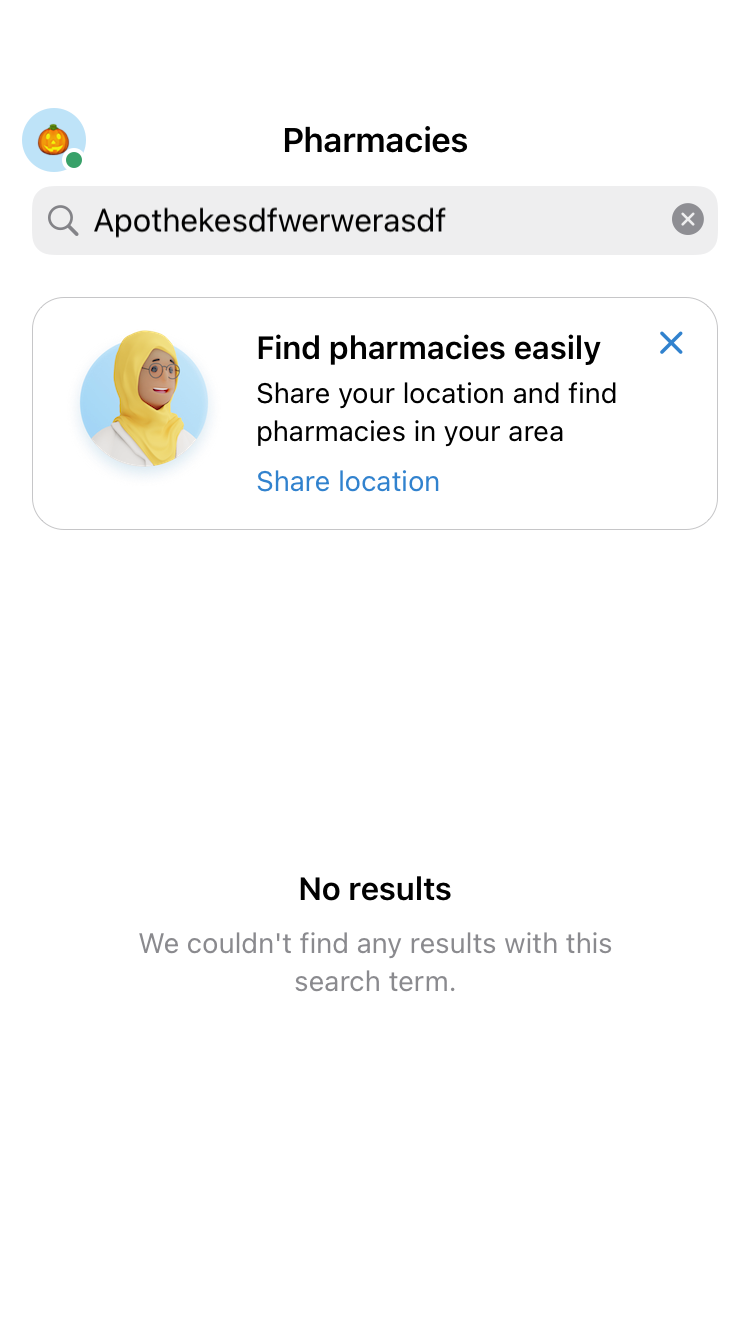 Pharmacies
Apothekesdfwerwerasdf
Find pharmacies easily
Share your location and find
pharmacies in your area
Share location
No results
We couldn't find any results with this
search term.